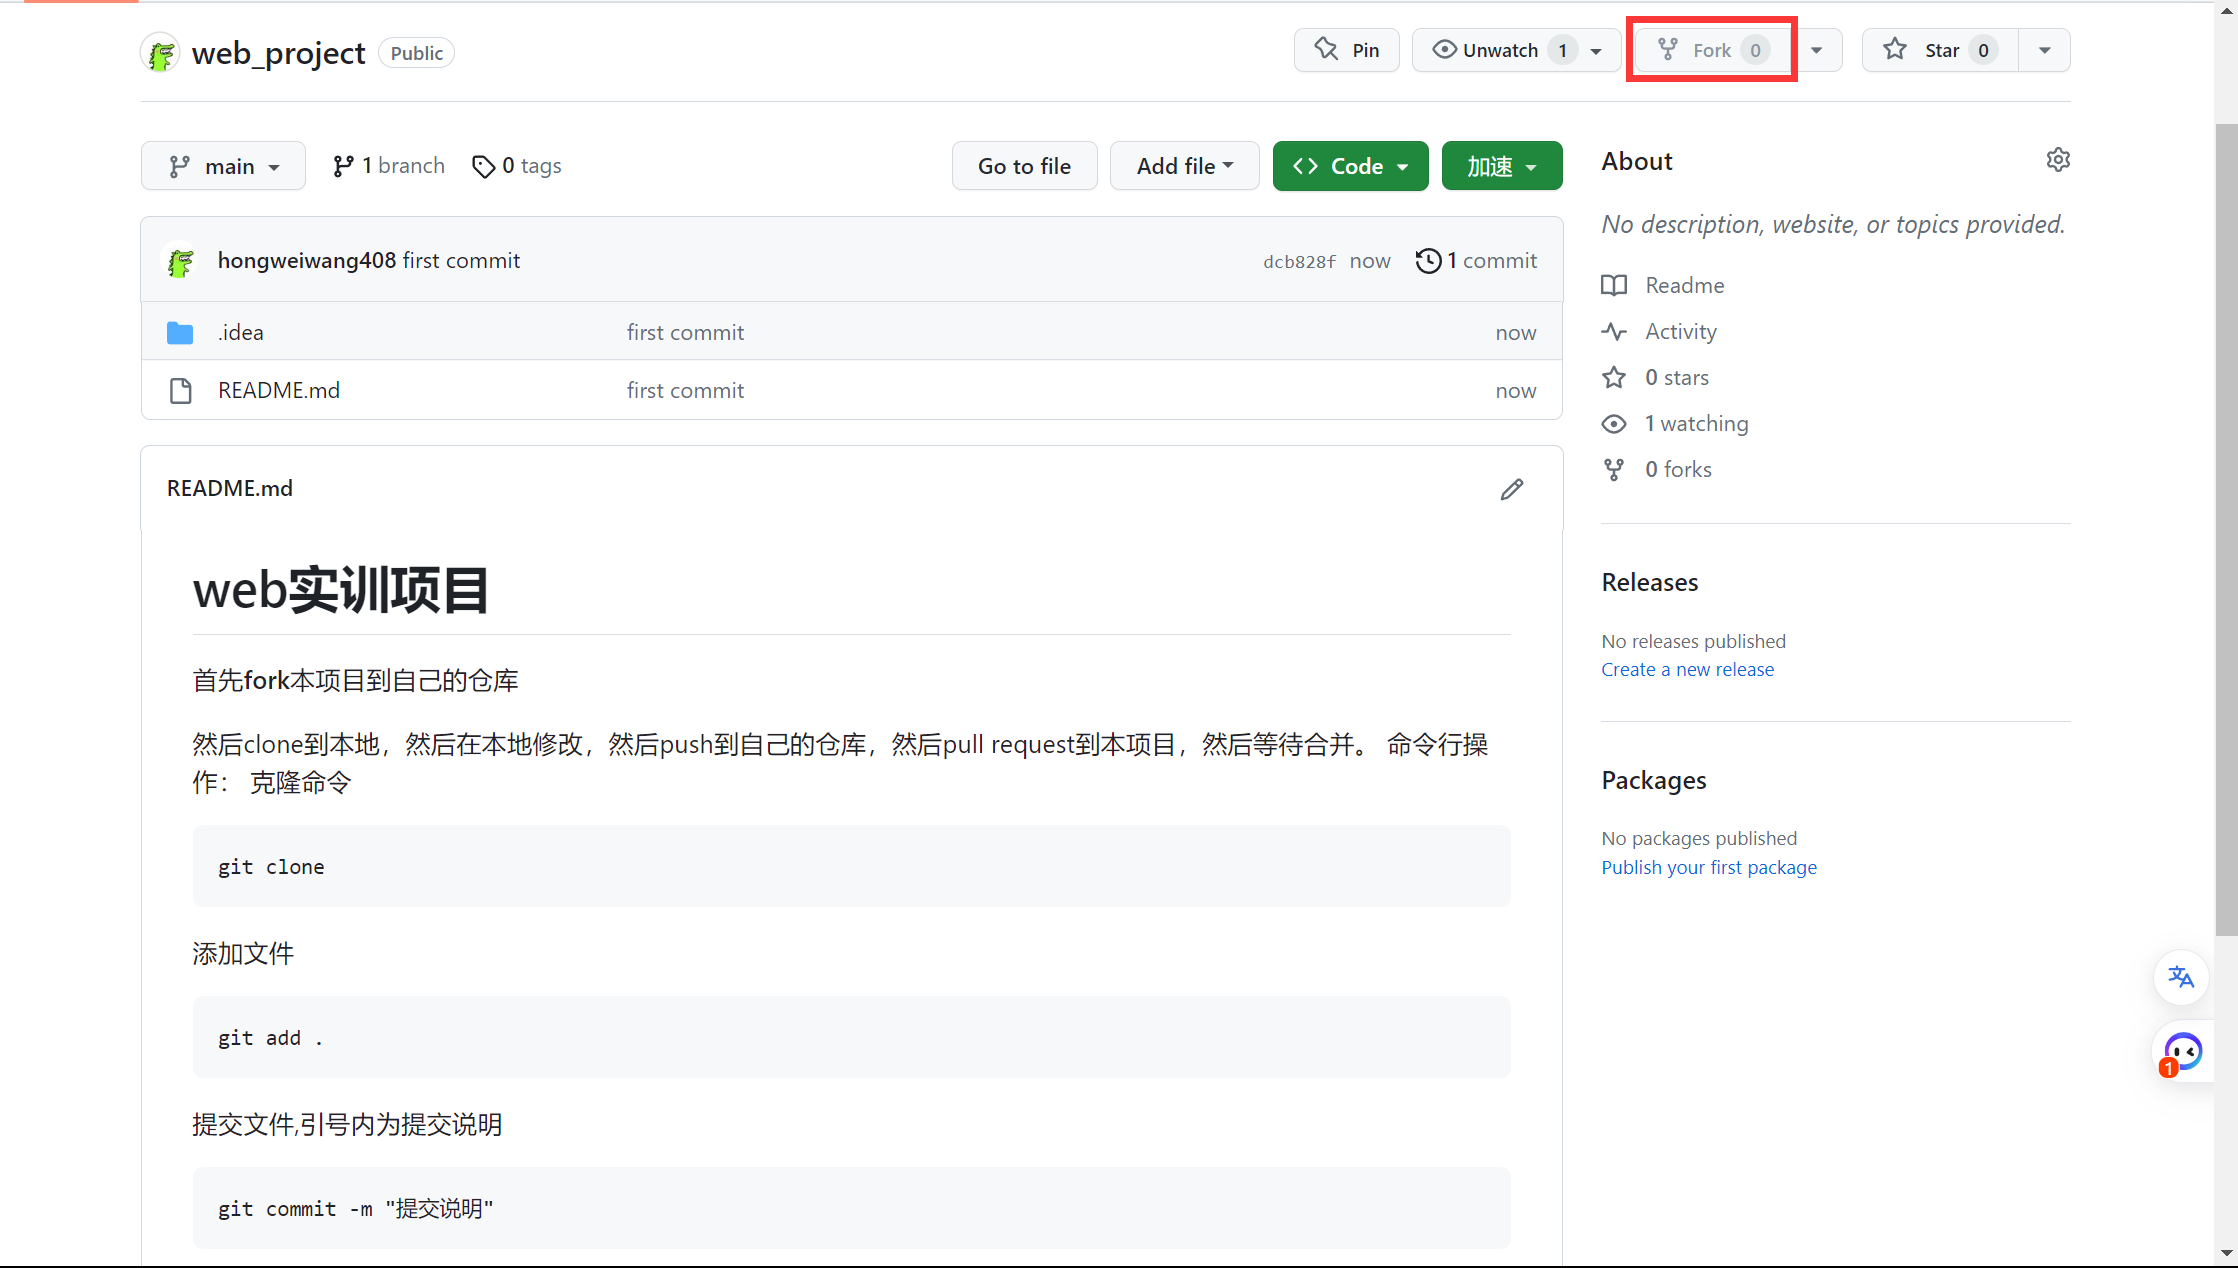 web_project Public Pin Unwatch 1 Fork 0 Star 0
main 1 branch 0 tags Go to file Add file Code 加速
hongweiwang408 first commit dcb828f now 1 commit
.idea first commit now
README.md first commit now
README.md
web实训项目
首先fork本项目到自己的仓库
然后clone到本地，然后在本地修改，然后push到自己的仓库，然后pull request到本项目，然后等待合并。 命令行操
作： 克隆命令
git clone
添加文件
git add .
提交文件,引号内为提交说明
git commit -m "提交说明"
About
No description, website, or topics provided.
Readme
Activity
0 stars
1 watching
0 forks
Releases
No releases published
Create a new release
Packages
No packages published
Publish your first package
文A
1